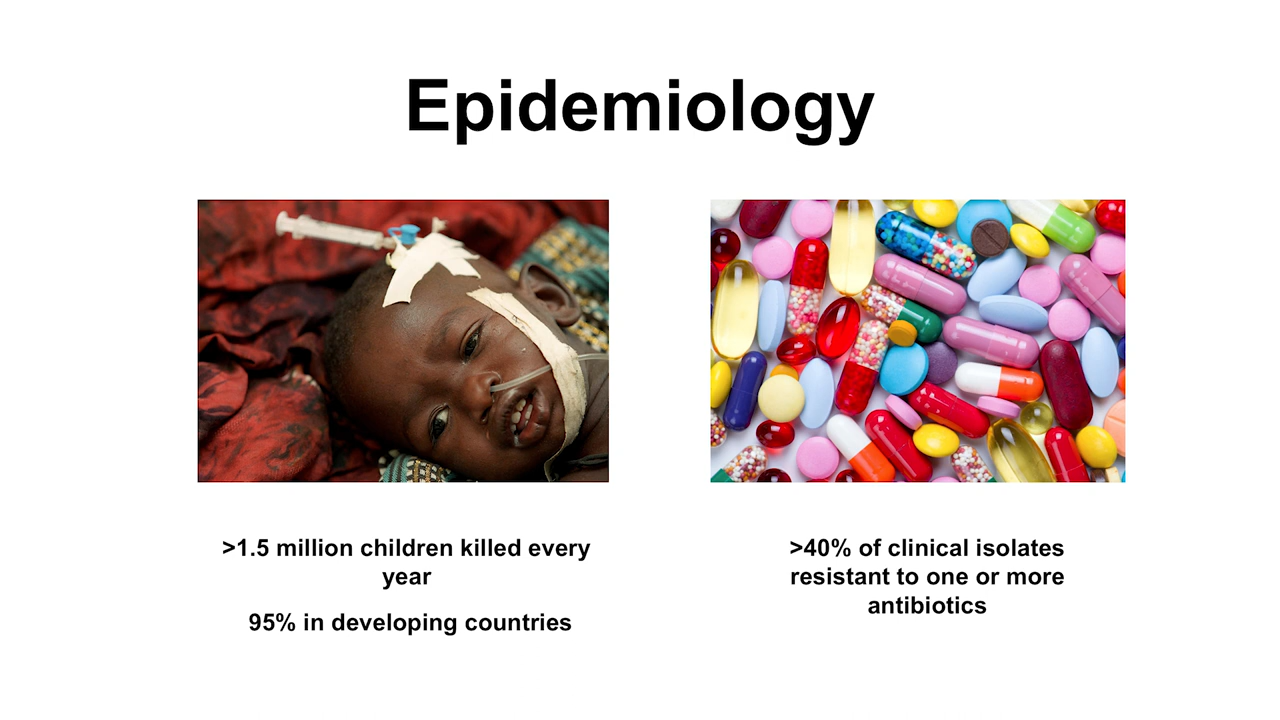 Epidemiology
>1.5 million children killed every
year
95% in developing countries
>40% of clinical isolates
resistant to one or more
antibiotics